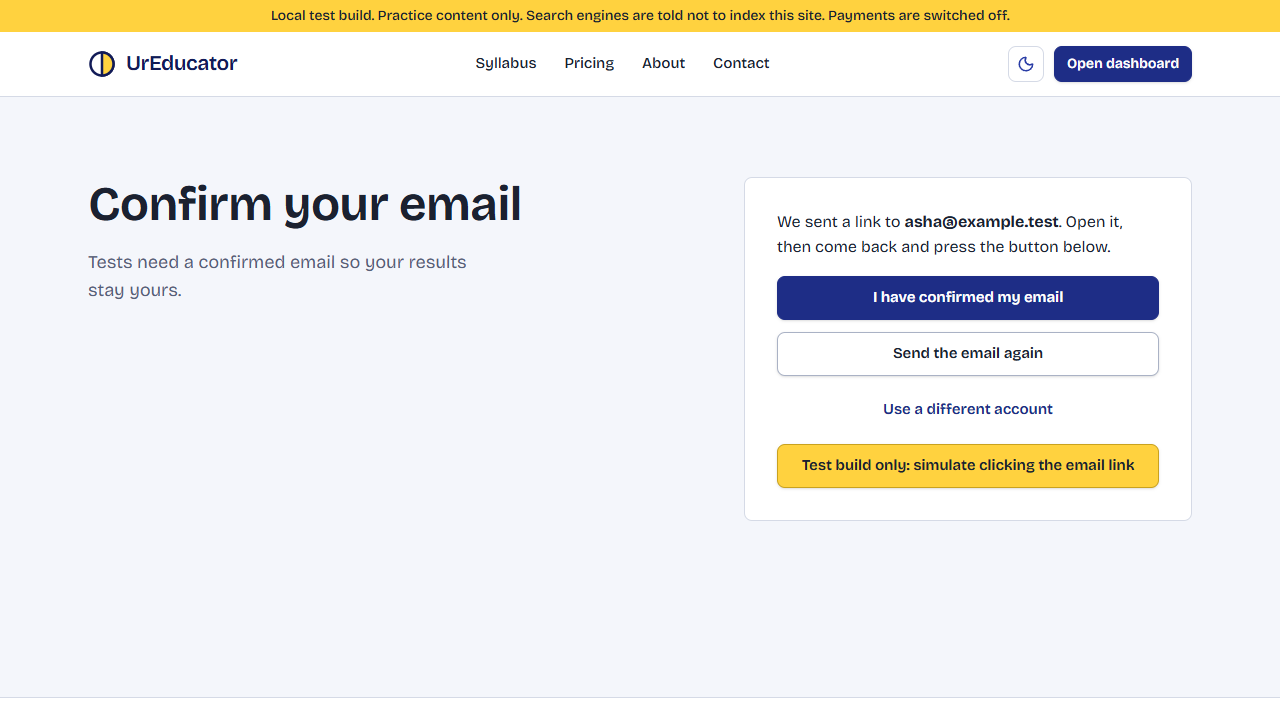 Local test build. Practice content only. Search engines are told not to index this site. Payments are switched off.
UrEducator
Syllabus
Pricing
About
Contact
Open dashboard
Confirm your email
Tests need a confirmed email so your results
stay yours.
We sent a link to asha@example.test. Open it,
then come back and press the button below.
I have confirmed my email
Send the email again
Use a different account
Test build only: simulate clicking the email link